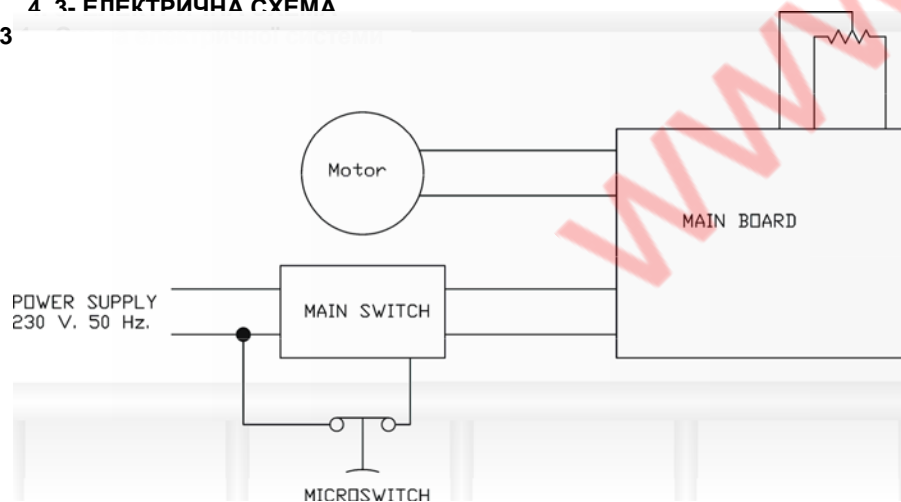 4. 3- ЕЛЕКТРИЧНА СХЕМА
3
Motor
MAIN BOARD
POWER SUPPLY
230 V. 50 Hz.
MAIN SWITCH
MICROSWITCH